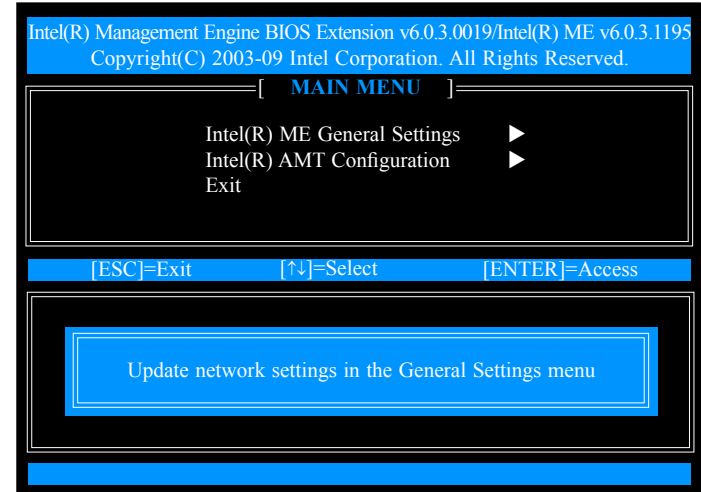 Intel(R) Management Engine BIOS Extension v6.0.3.0019/Intel(R) ME v6.0.3.1195
Copyright(C) 2003-09 Intel Corporation. All Rights Reserved.
[ MAIN MENU ]
Intel(R) ME General Settings ▶
Intel(R) AMT Configuration ▶
Exit
[ESC]=Exit [↑↓]=Select [ENTER]=Access
Update network settings in the General Settings menu